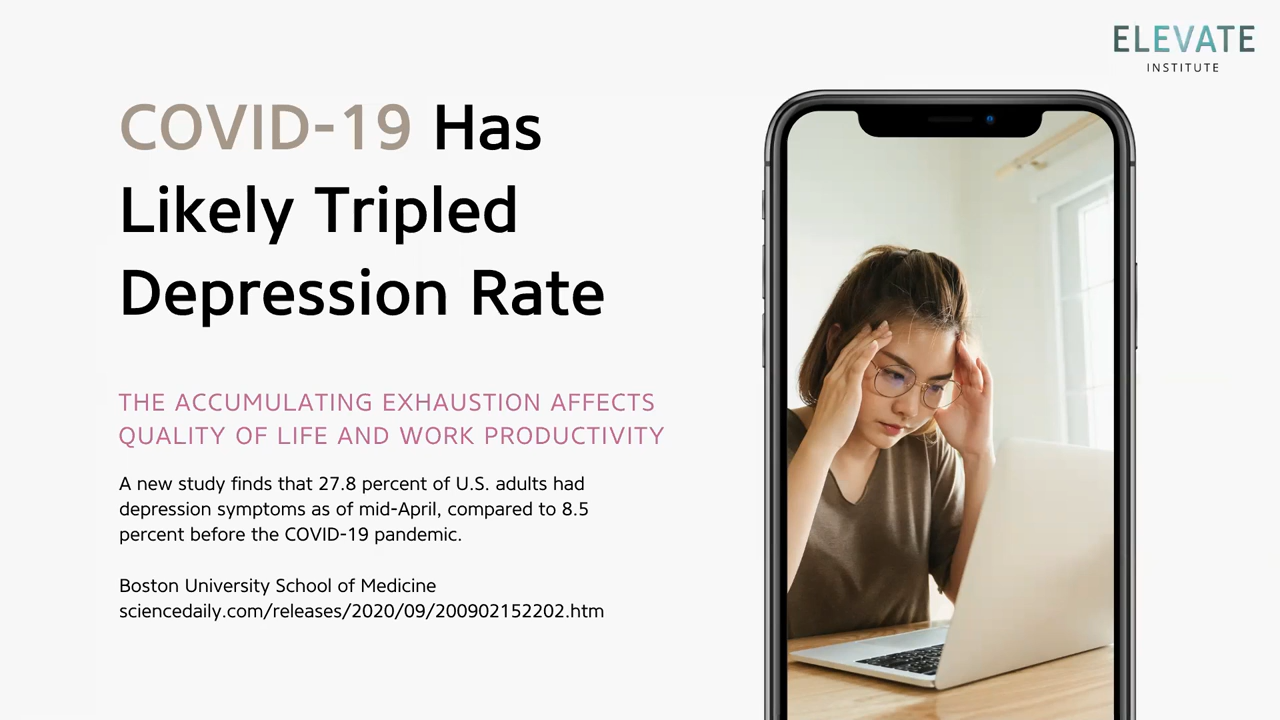 ELEVATE
INSTITUTE
COVID-19 Has
Likely Tripled
Depression Rate
THE ACCUMULATING EXHAUSTION AFFECTS
QUALITY OF LIFE AND WORK PRODUCTIVITY
A new study finds that 27.8 percent of U.S. adults had
depression symptoms as of mid-April, compared to 8.5
percent before the COVID-19 pandemic.
Boston University School of Medicine
sciencedaily.com/releases/2020/09/200902152202.htm